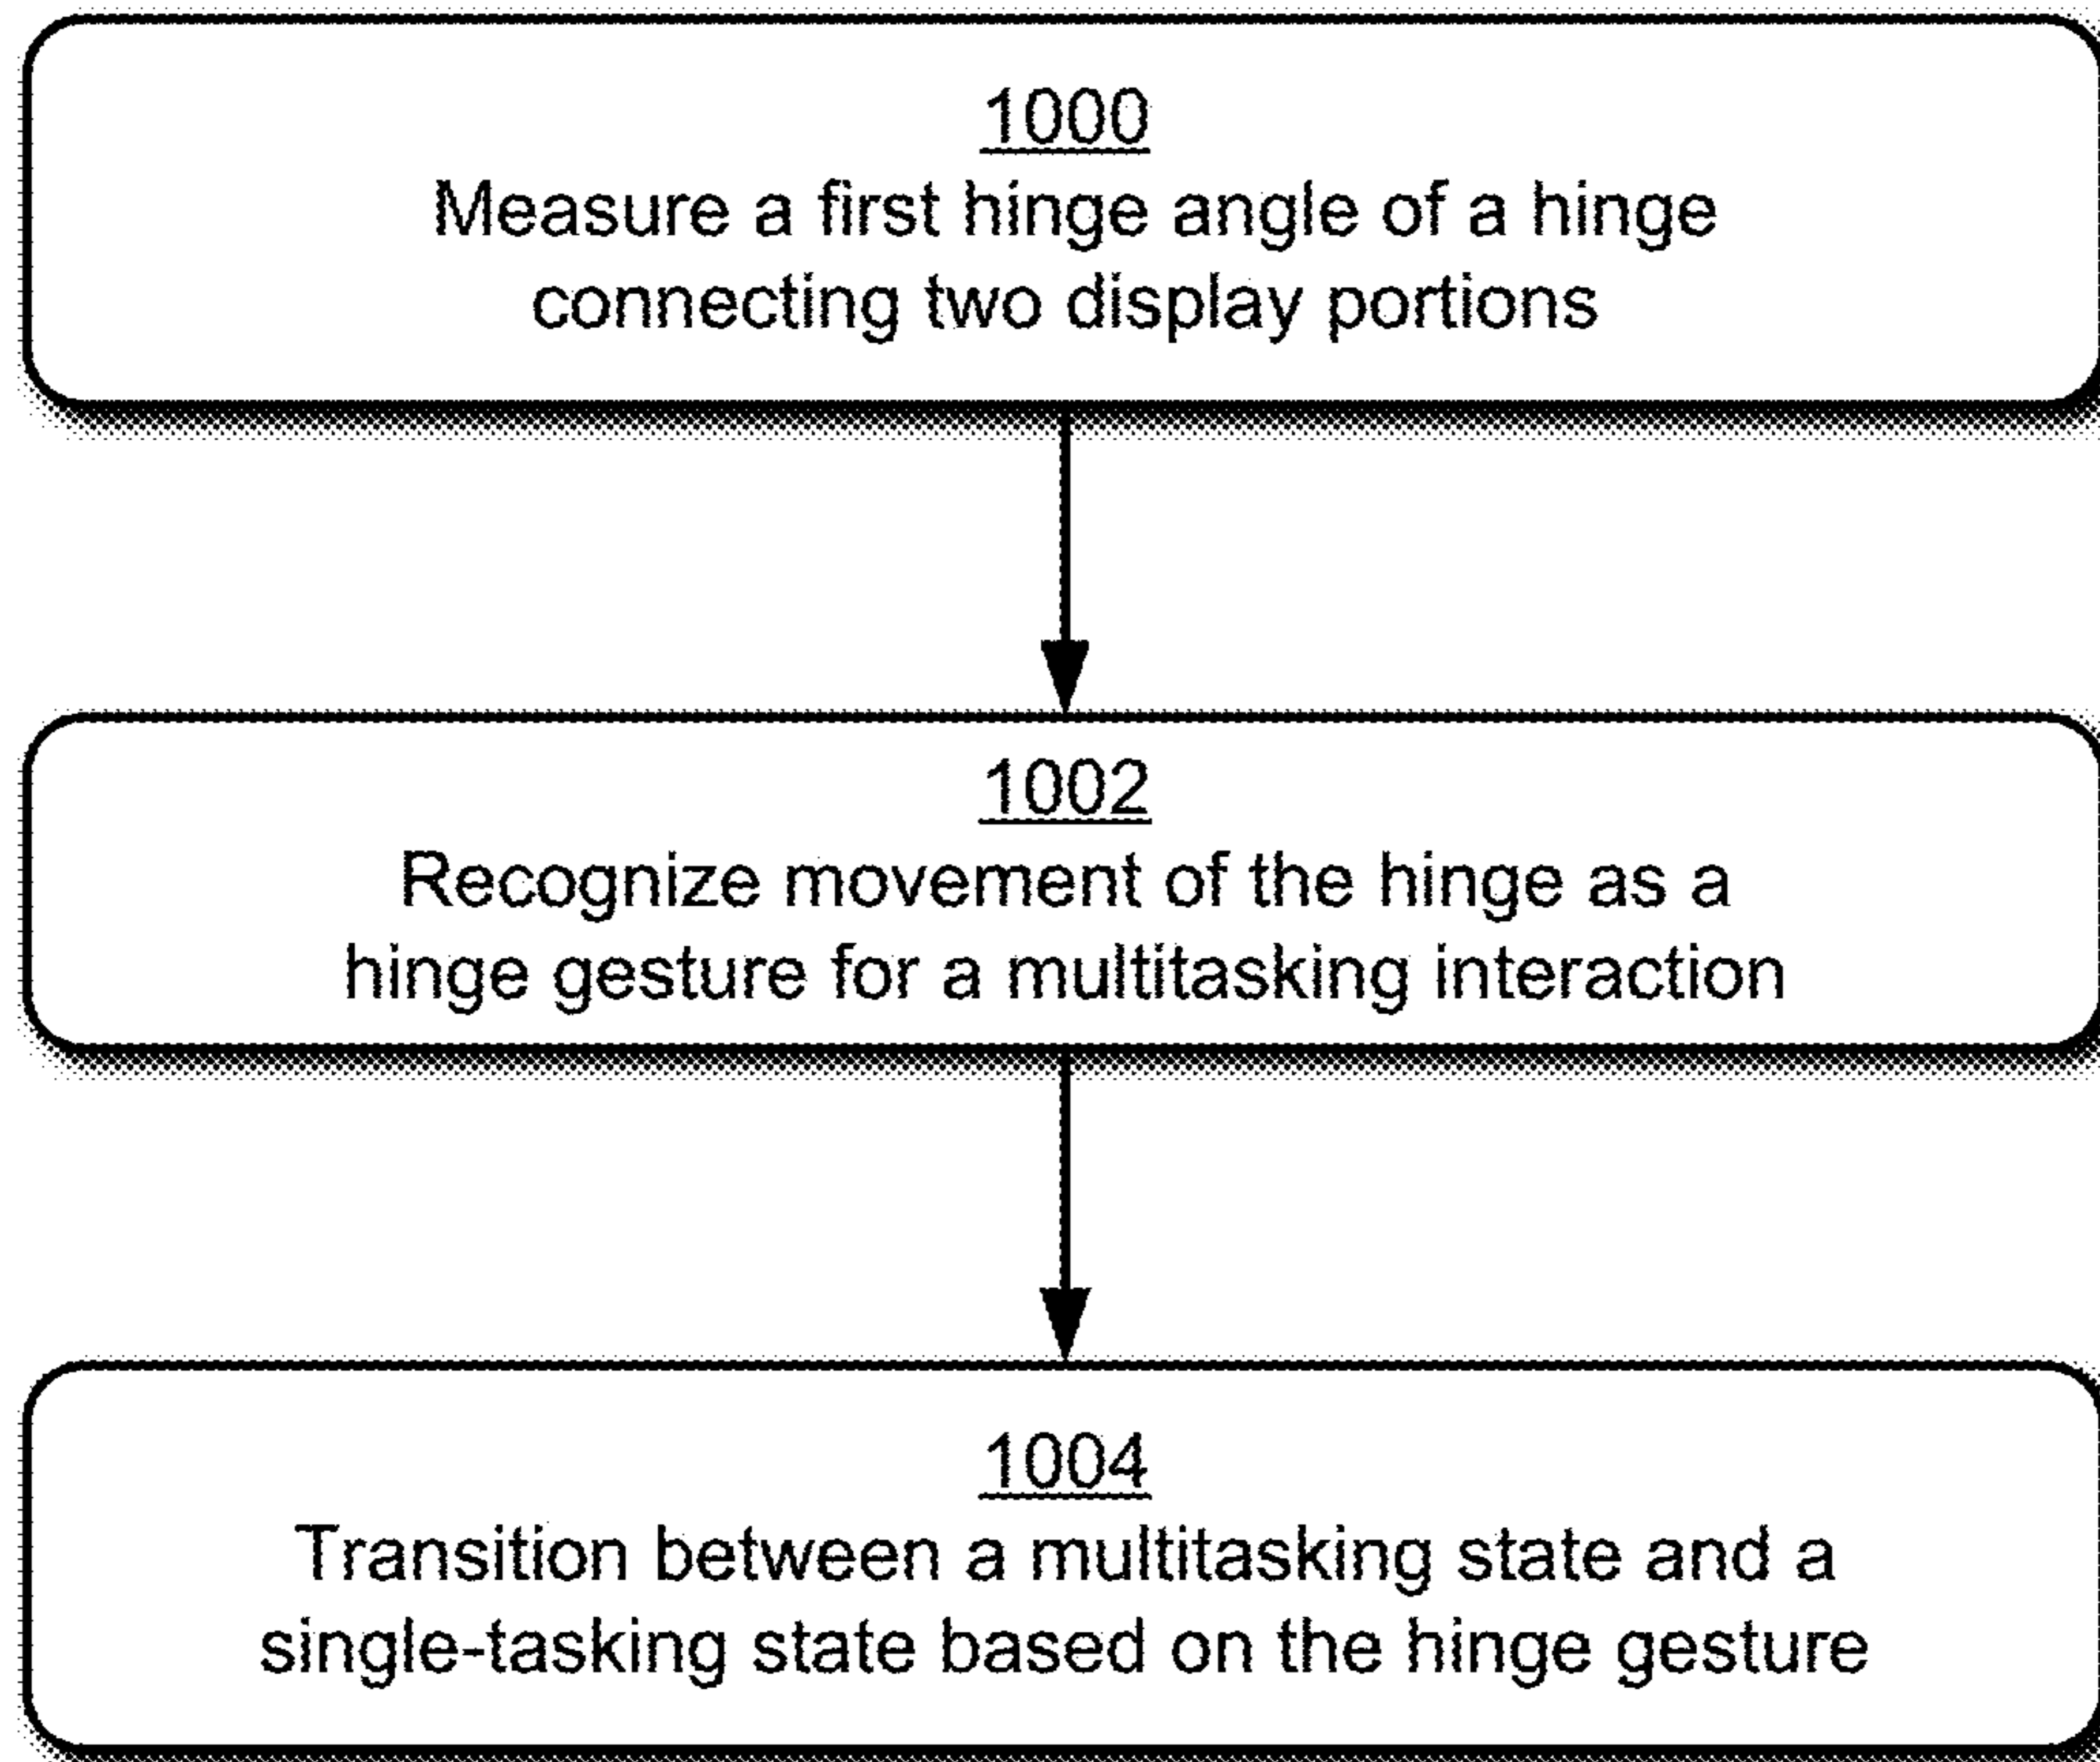 1000
Measure a first hinge angle of a hinge
connecting two display portions
1002
Recognize movement of the hinge as a
hinge gesture for a multitasking interaction
1004
Transition between a multitasking state and a
single-tasking state based on the hinge gesture